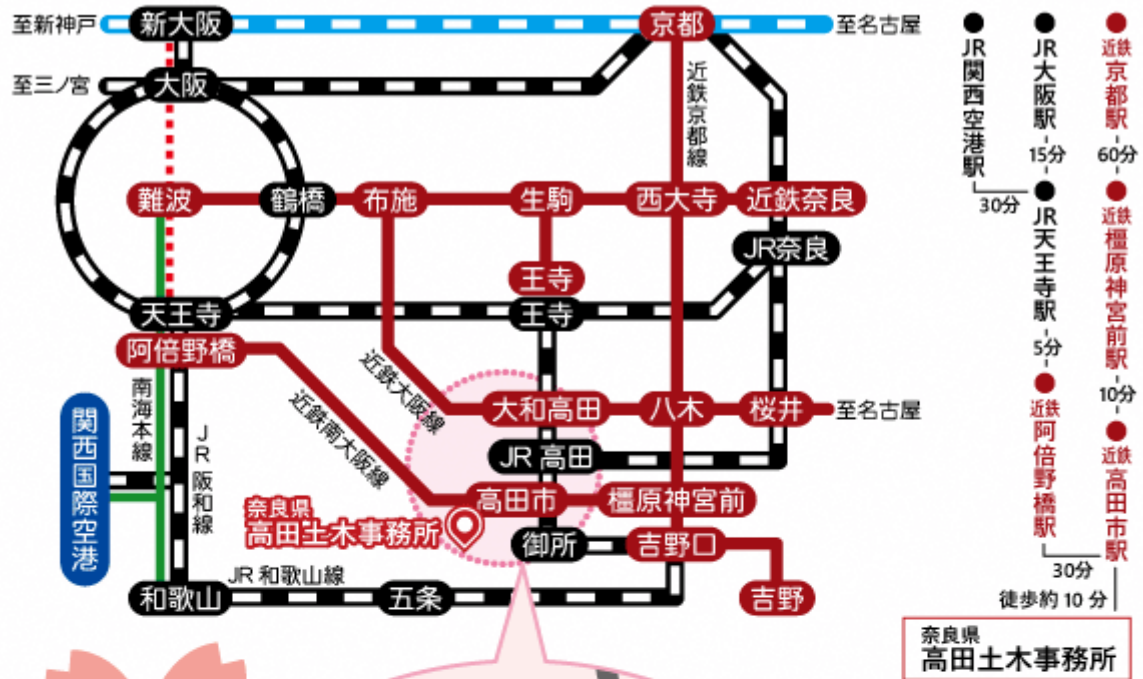 至新神戸
新大阪
京都
至名古屋
至三ノ宮
大阪
近鉄京都線
難波
鶴橋
布施
生駒
西大寺
近鉄奈良
JR奈良
王寺
天王寺
王寺
阿倍野橋
近鉄大阪線
近鉄南大阪線
南海本線
JR阪和線
関西国際空港
大和高田
八木
桜井
至名古屋
JR高田
高田市
橿原神宮前
奈良県
高田土木事務所
御所
吉野口
JR和歌山線
和歌山
五条
吉野
JR関西空港駅
30分
JR大阪駅
15分
JR天王寺駅
5分
近鉄阿倍野橋駅
30分
近鉄京都駅
60分
近鉄橿原神宮前駅
10分
近鉄高田市駅
徒歩約10分
奈良県
高田土木事務所